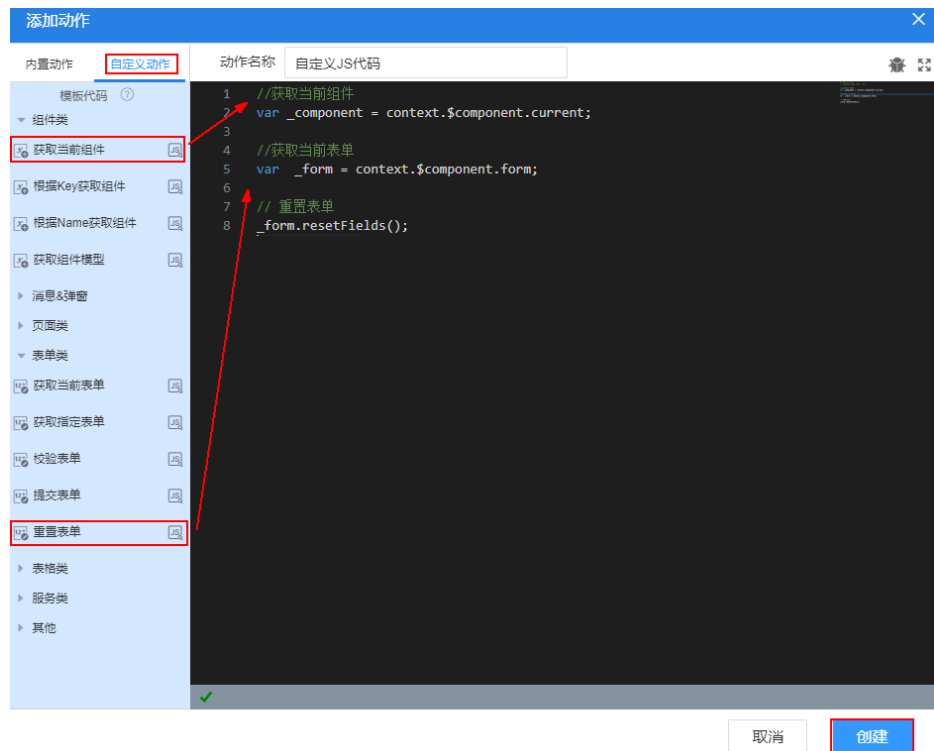 添加动作
内置动作
自定义动作
动作名称
自定义JS代码
模板代码
组件类
获取当前组件
根据Key获取组件
根据Name获取组件
获取组件模型
消息&弹窗
页面类
表单类
获取当前表单
获取指定表单
校验表单
提交表单
重置表单
表格类
服务类
其他
1 //获取当前组件
2 var _component = context.$component.current;
3
4 //获取当前表单
5 var _form = context.$component.form;
6
7 // 重置表单
8 _form.resetFields();
取消
创建